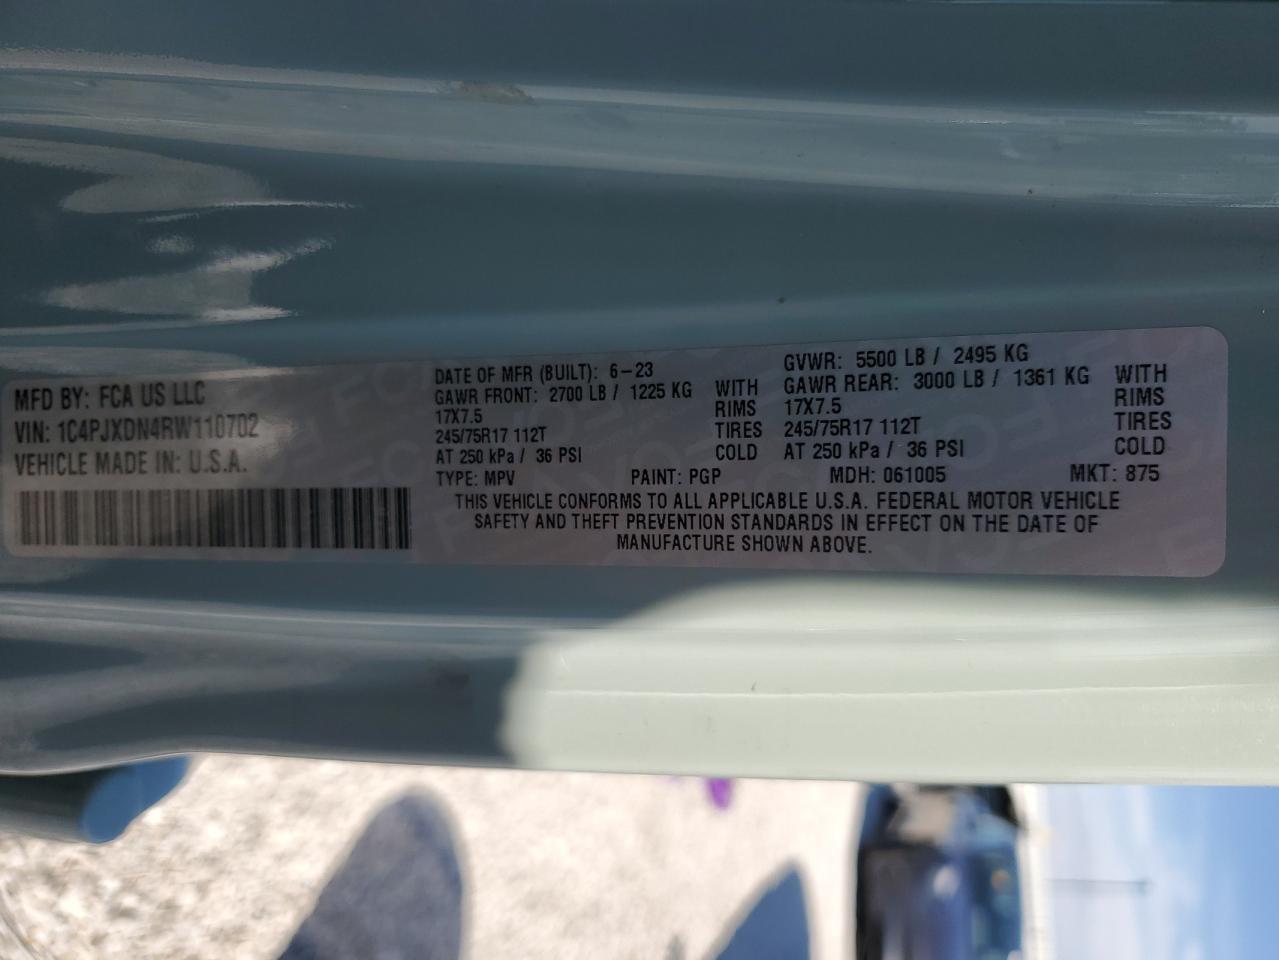 MFD BY: FCA US LLC
VIN: 1C4PJXDN4RW110702
VEHICLE MADE IN: U.S.A.
DATE OF MFR (BUILT): 6-23
GAWR FRONT: 2700 LB / 1225 KG WITH
17X7.5 RIMS
245/75R17 112T TIRES
AT 250 kPa / 36 PSI COLD
GVWR: 5500 LB / 2495 KG
GAWR REAR: 3000 LB / 1361 KG WITH
17X7.5 RIMS
245/75R17 112T TIRES
AT 250 kPa / 36 PSI COLD
TYPE: MPV PAINT: PGP MDH: 061005 MKT: 875
THIS VEHICLE CONFORMS TO ALL APPLICABLE U.S.A. FEDERAL MOTOR VEHICLE
SAFETY AND THEFT PREVENTION STANDARDS IN EFFECT ON THE DATE OF
MANUFACTURE SHOWN ABOVE.